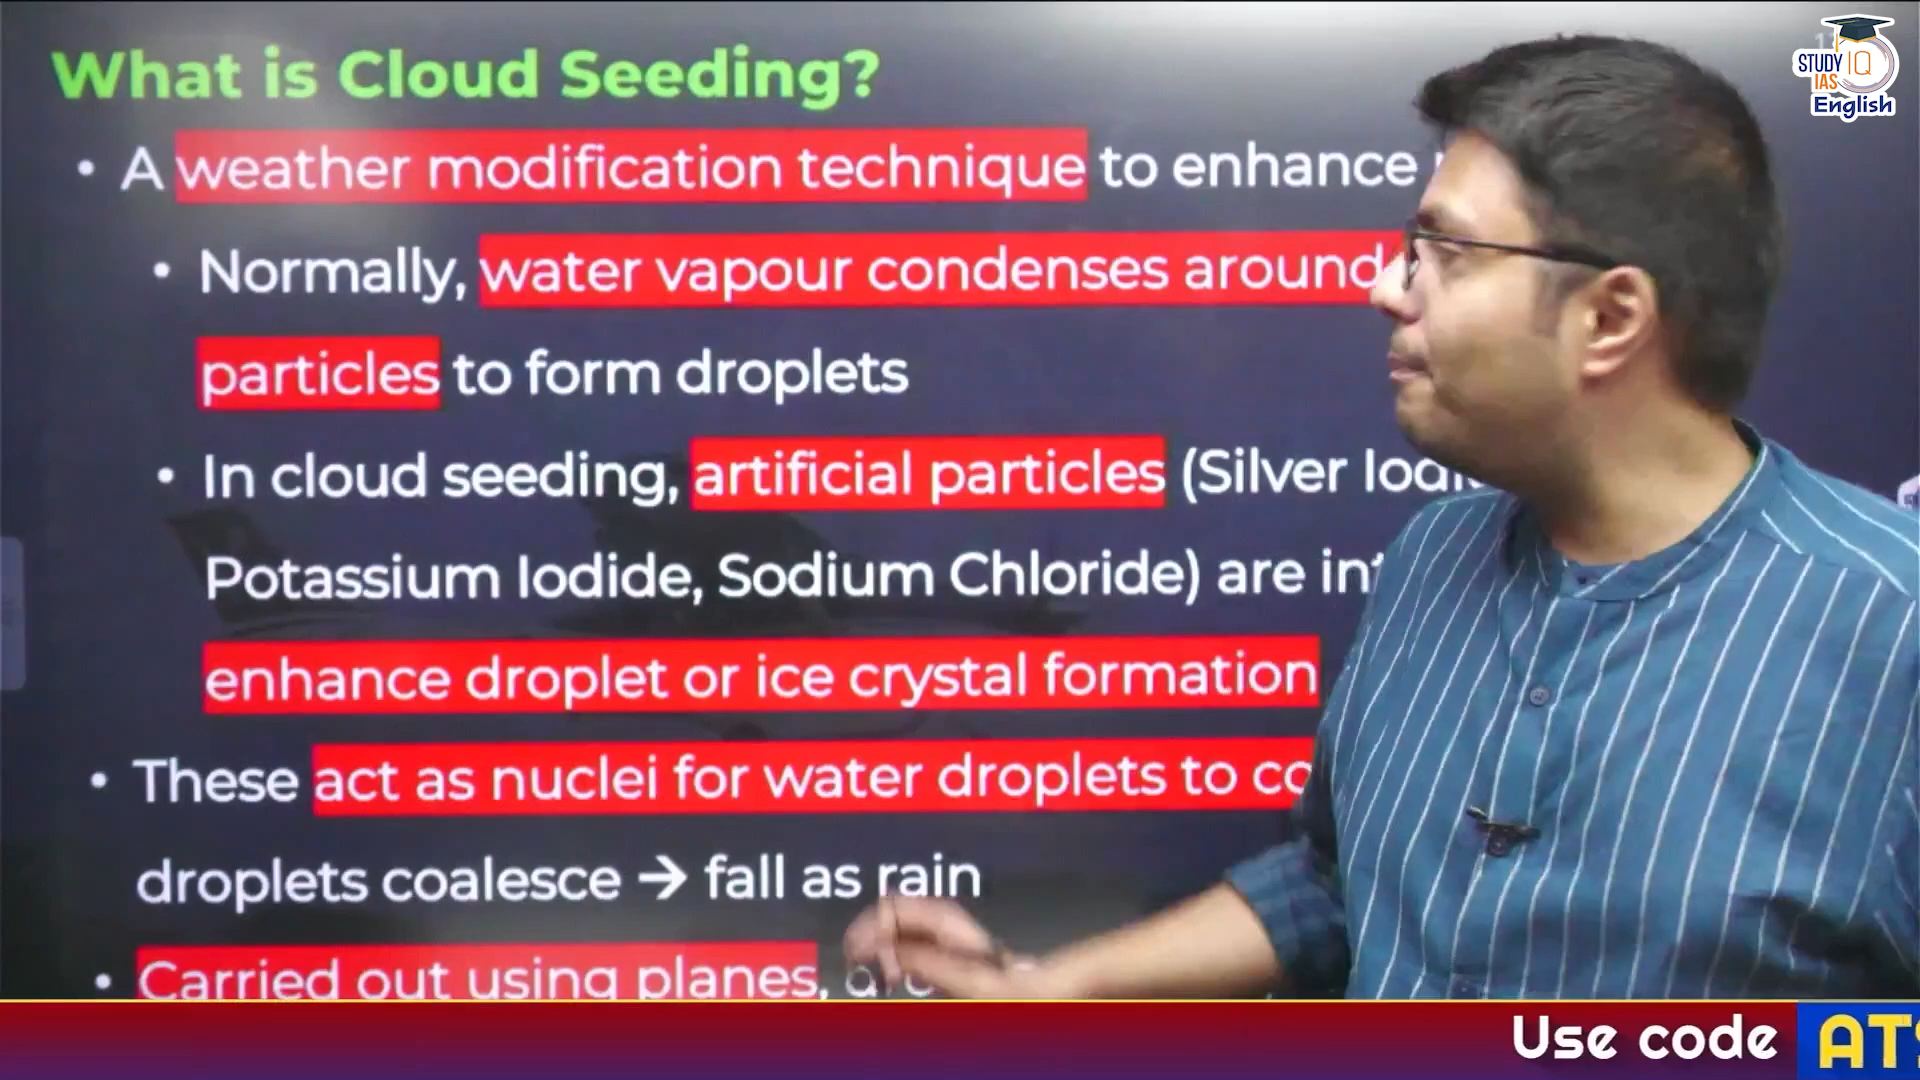 What is Cloud Seeding?
• A weather modification technique to enhance
• Normally, water vapour condenses around
particles to form droplets
• In cloud seeding, artificial particles (Silver
Potassium Iodide, Sodium Chloride) are
enhance droplet or ice crystal formation
• These act as nuclei for water droplets to
droplets coalesce → fall as rain
• Carried out using planes,
STUDY IQ
IAS
English
Use code